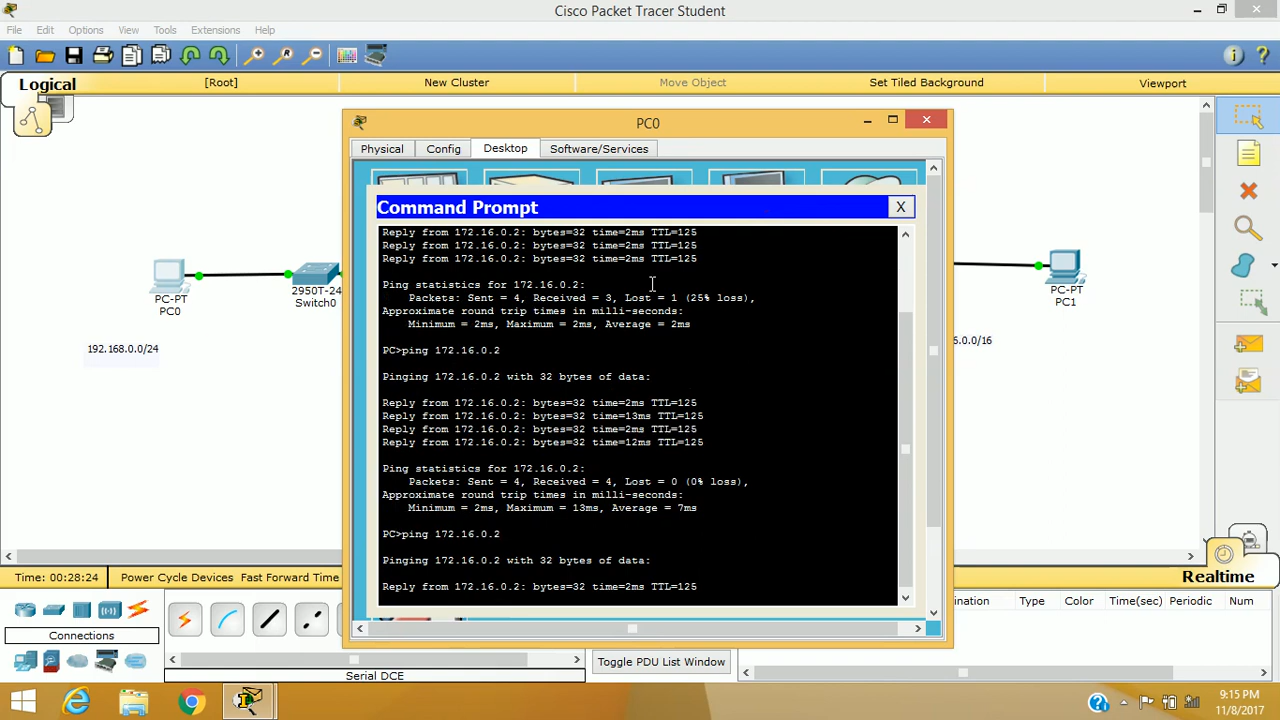 Cisco Packet Tracer Student
File Edit Options View Tools Extensions Help
Logical [Root] New Cluster Move Object Set Tiled Background Viewport
PC0
Physical Config Desktop Software/Services
Command Prompt X
Reply from 172.16.0.2: bytes=32 time=2ms TTL=125
Reply from 172.16.0.2: bytes=32 time=2ms TTL=125
Reply from 172.16.0.2: bytes=32 time=2ms TTL=125
Ping statistics for 172.16.0.2:
Packets: Sent = 4, Received = 3, Lost = 1 (25% loss),
Approximate round trip times in milli-seconds:
Minimum = 2ms, Maximum = 2ms, Average = 2ms
PC>ping 172.16.0.2
Pinging 172.16.0.2 with 32 bytes of data:
Reply from 172.16.0.2: bytes=32 time=2ms TTL=125
Reply from 172.16.0.2: bytes=32 time=13ms TTL=125
Reply from 172.16.0.2: bytes=32 time=2ms TTL=125
Reply from 172.16.0.2: bytes=32 time=12ms TTL=125
Ping statistics for 172.16.0.2:
Packets: Sent = 4, Received = 4, Lost = 0 (0% loss),
Approximate round trip times in milli-seconds:
Minimum = 2ms, Maximum = 13ms, Average = 7ms
PC>ping 172.16.0.2
Pinging 172.16.0.2 with 32 bytes of data:
Reply from 172.16.0.2: bytes=32 time=2ms TTL=125
PC-PT
PC0
2950T-24
Switch0
192.168.0.0/24
PC-PT
PC1
6.0.0/16
Time: 00:28:24 Power Cycle Devices Fast Forward Time
Realtime
Connections
Serial DCE
Toggle PDU List Window
ination Type Color Time(sec) Periodic Num
9:15 PM
11/8/2017